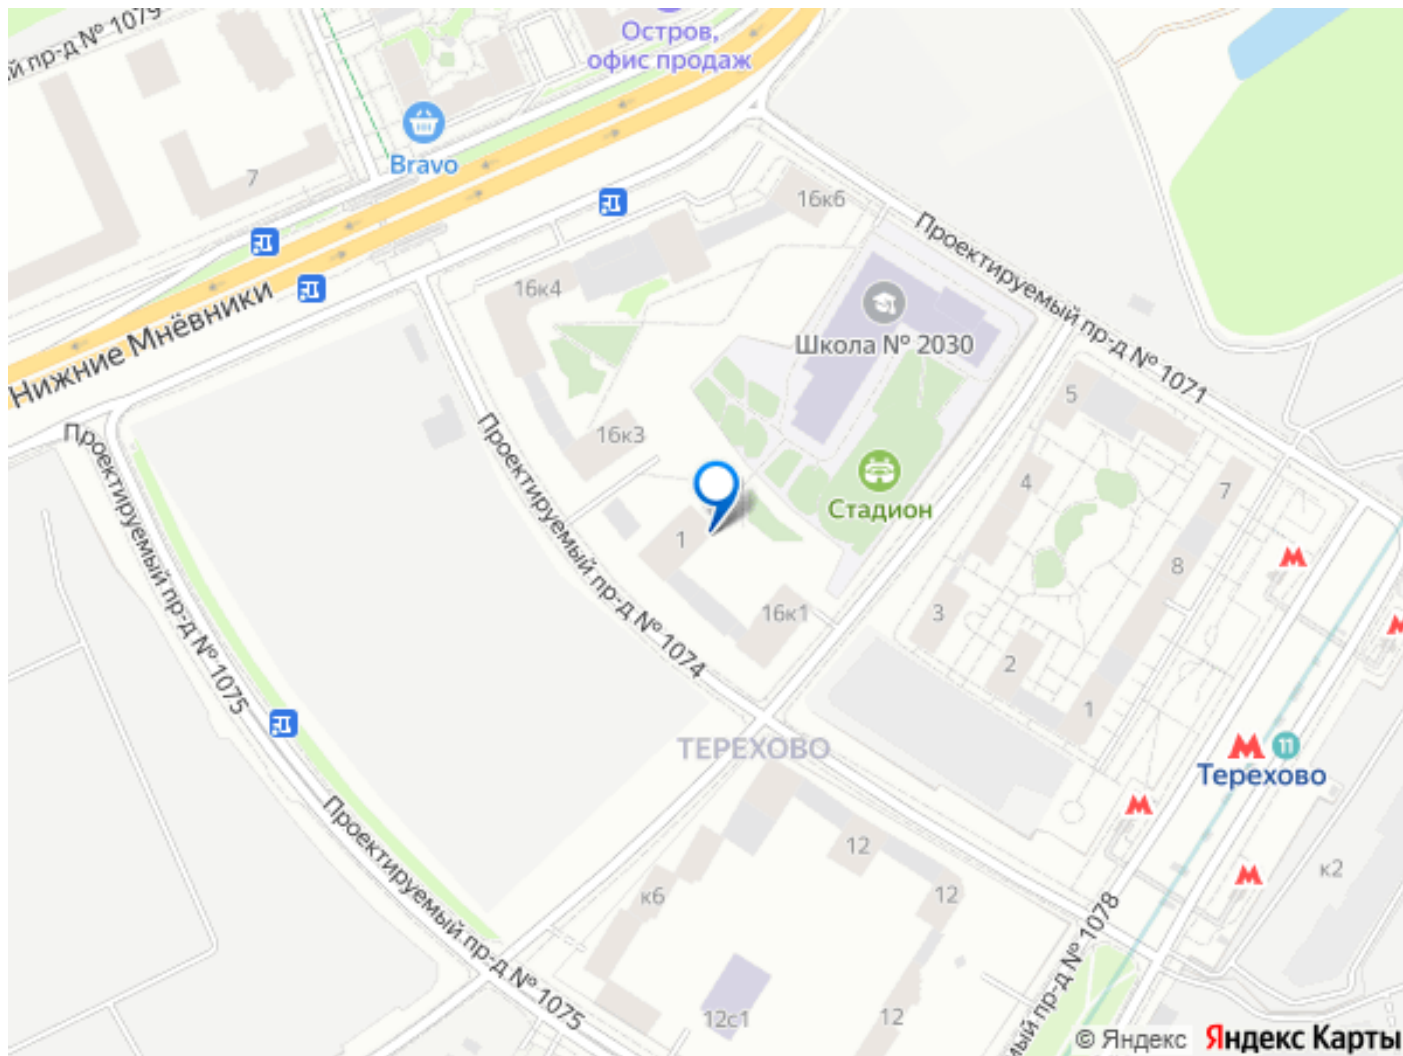 й пр-д № 1079
Остров,
офис продаж
Bravo
7
16к6
Проектируемый пр-д № 1071
16к4
Нижние Мнёвники
Школа № 2030
5
Проектируемый пр-д № 1075
Проектируемый пр-д № 1074
16к3
4
7
Стадион
1
8
3
16к1
2
1
ТЕРЕХОВО
11
Терехово
Проектируемый пр-д № 1075
12
к2
к6
12
ый пр-д № 1078
12с1
12
© Яндекс
Яндекс Карты